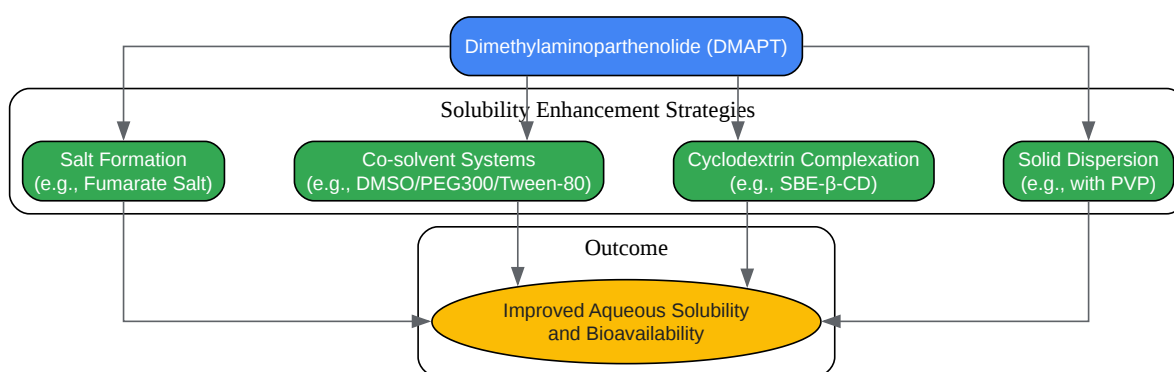 Dimethylaminoparthenolide (DMAPT)
Solubility Enhancement Strategies
Salt Formation
(e.g., Fumarate Salt)
Co-solvent Systems
(e.g., DMSO/PEG300/Tween-80)
Cyclodextrin Complexation
(e.g., SBE-β-CD)
Solid Dispersion
(e.g., with PVP)
Outcome
Improved Aqueous Solubility
and Bioavailability